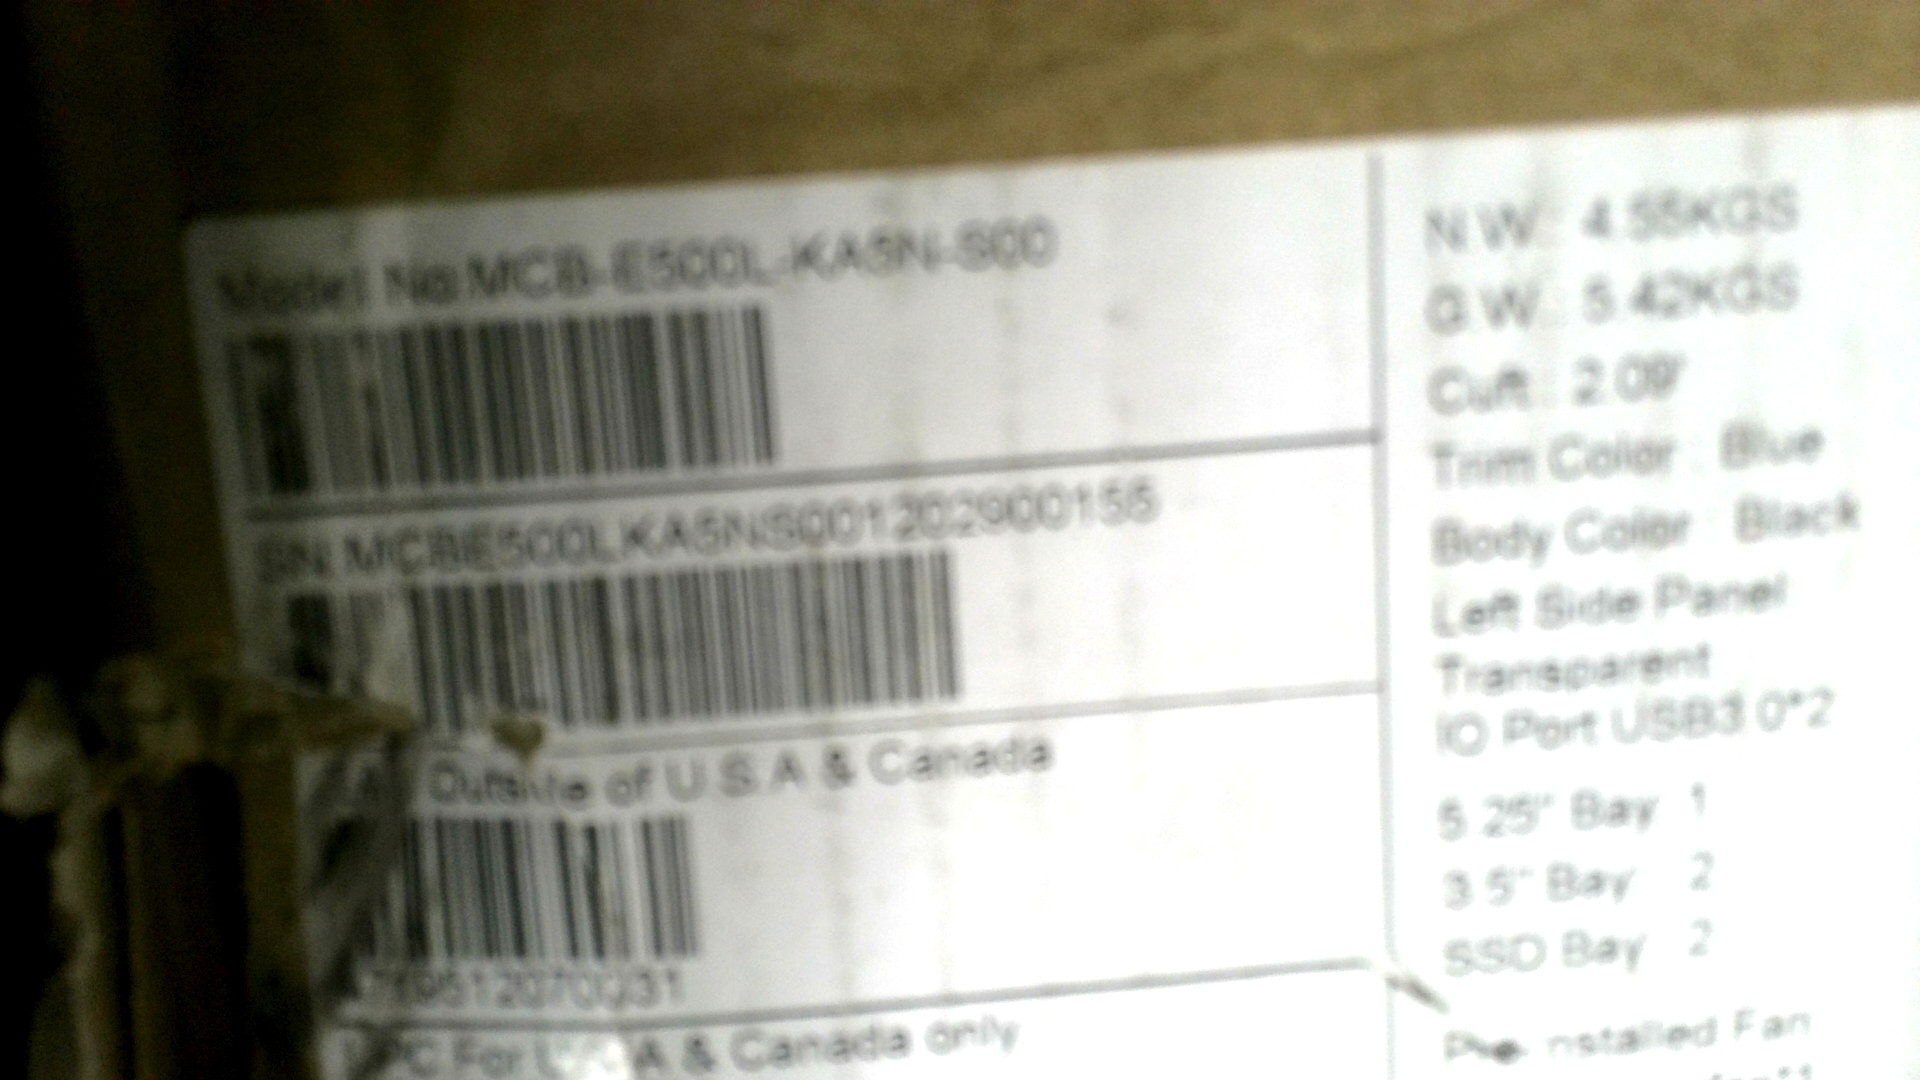 Model No:MCB-E500L-KA5N-S00
SN:MCBE500LKA5NS001202900155
Outside of U.S.A & Canada
For U.S.A & Canada only
N.W.: 4.55KGS
G.W.: 5.42KGS
Cuft: 2.09'
Trim Color : Blue
Body Color : Black
Left Side Panel
Transparent
IO Port USB3.0*2
5.25" Bay 1
3.5" Bay 2
SSD Bay 2
Fan